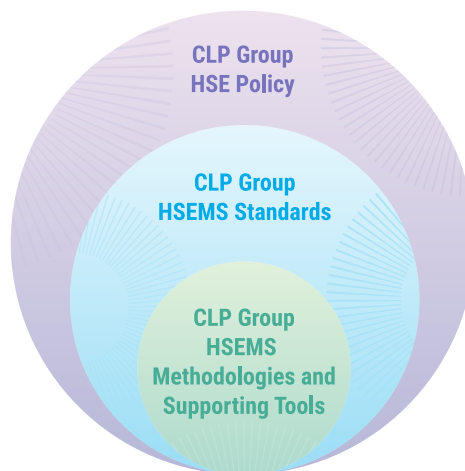 CLP Group
HSE Policy
CLP Group
HSEMS Standards
CLP Group
HSEMS
Methodologies and
Supporting Tools